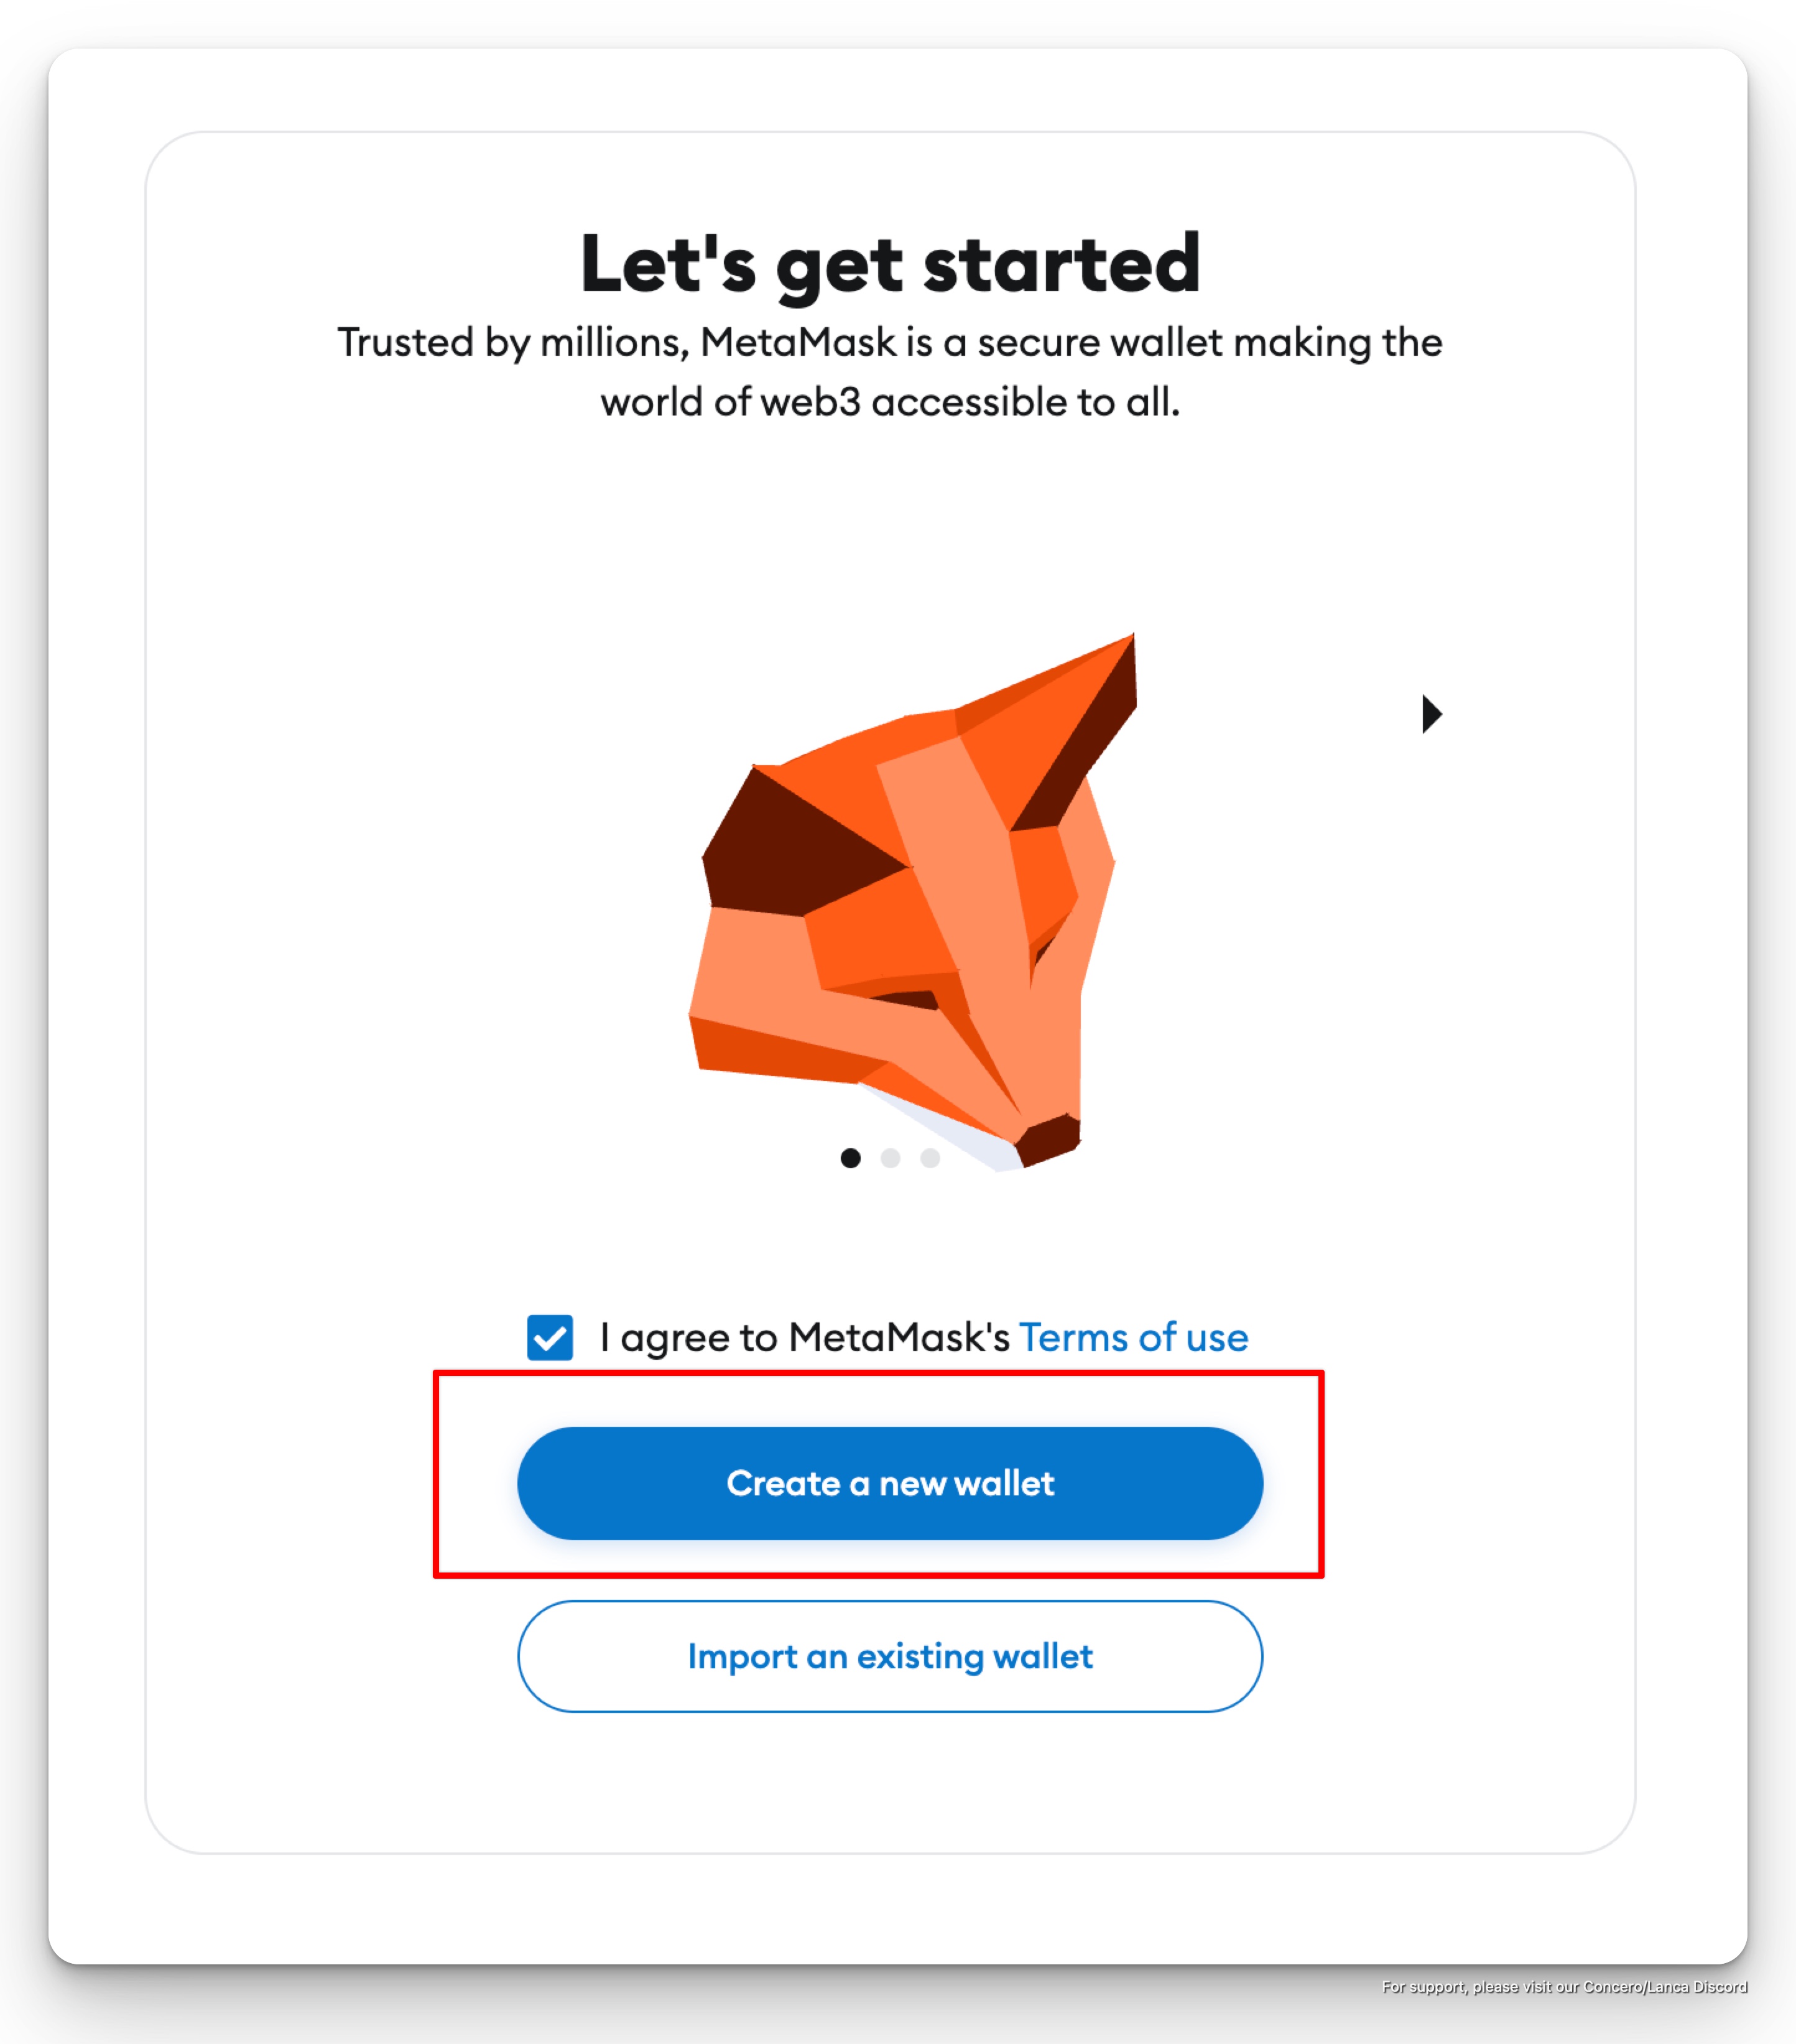 Let's get started
Trusted by millions, MetaMask is a secure wallet making the
world of web3 accessible to all.
I agree to MetaMask's Terms of use
Create a new wallet
Import an existing wallet
For support, please visit our Concero/Lanca Discord